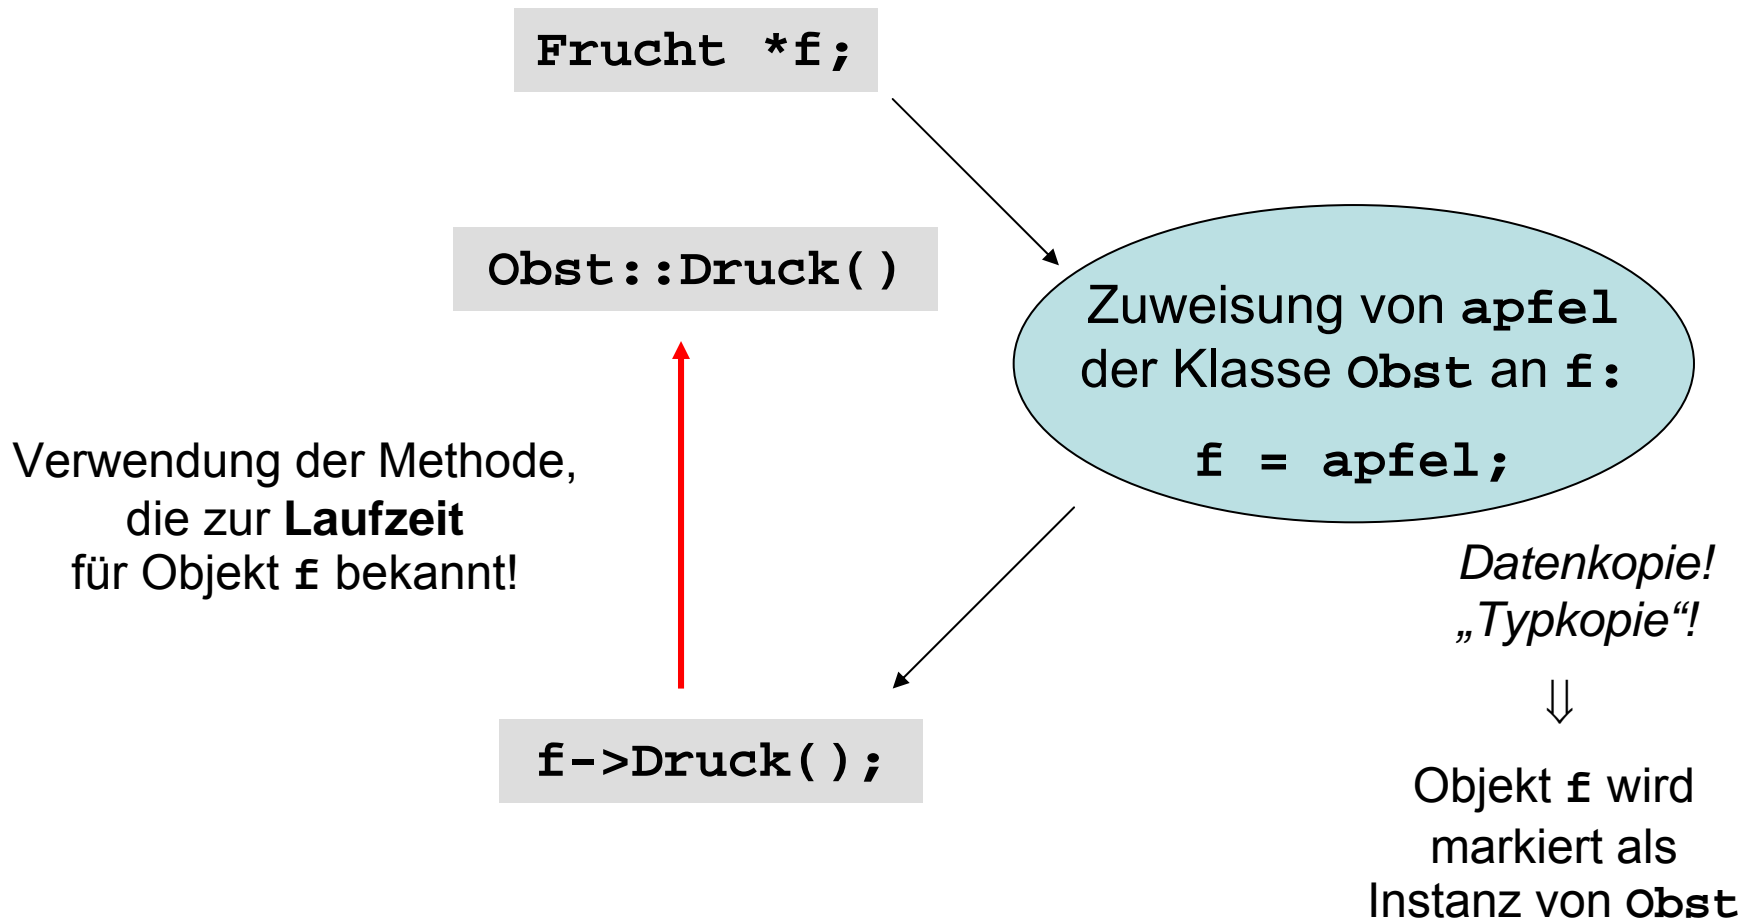 Frucht *f;
Obst::Druck()
Zuweisung von apfel
der Klasse Obst an f:
f = apfel;
Verwendung der Methode,
die zur Laufzeit
für Objekt f bekannt!
Datenkopie!
„Typkopie“!
⇓
f->Druck();
Objekt f wird
markiert als
Instanz von Obst